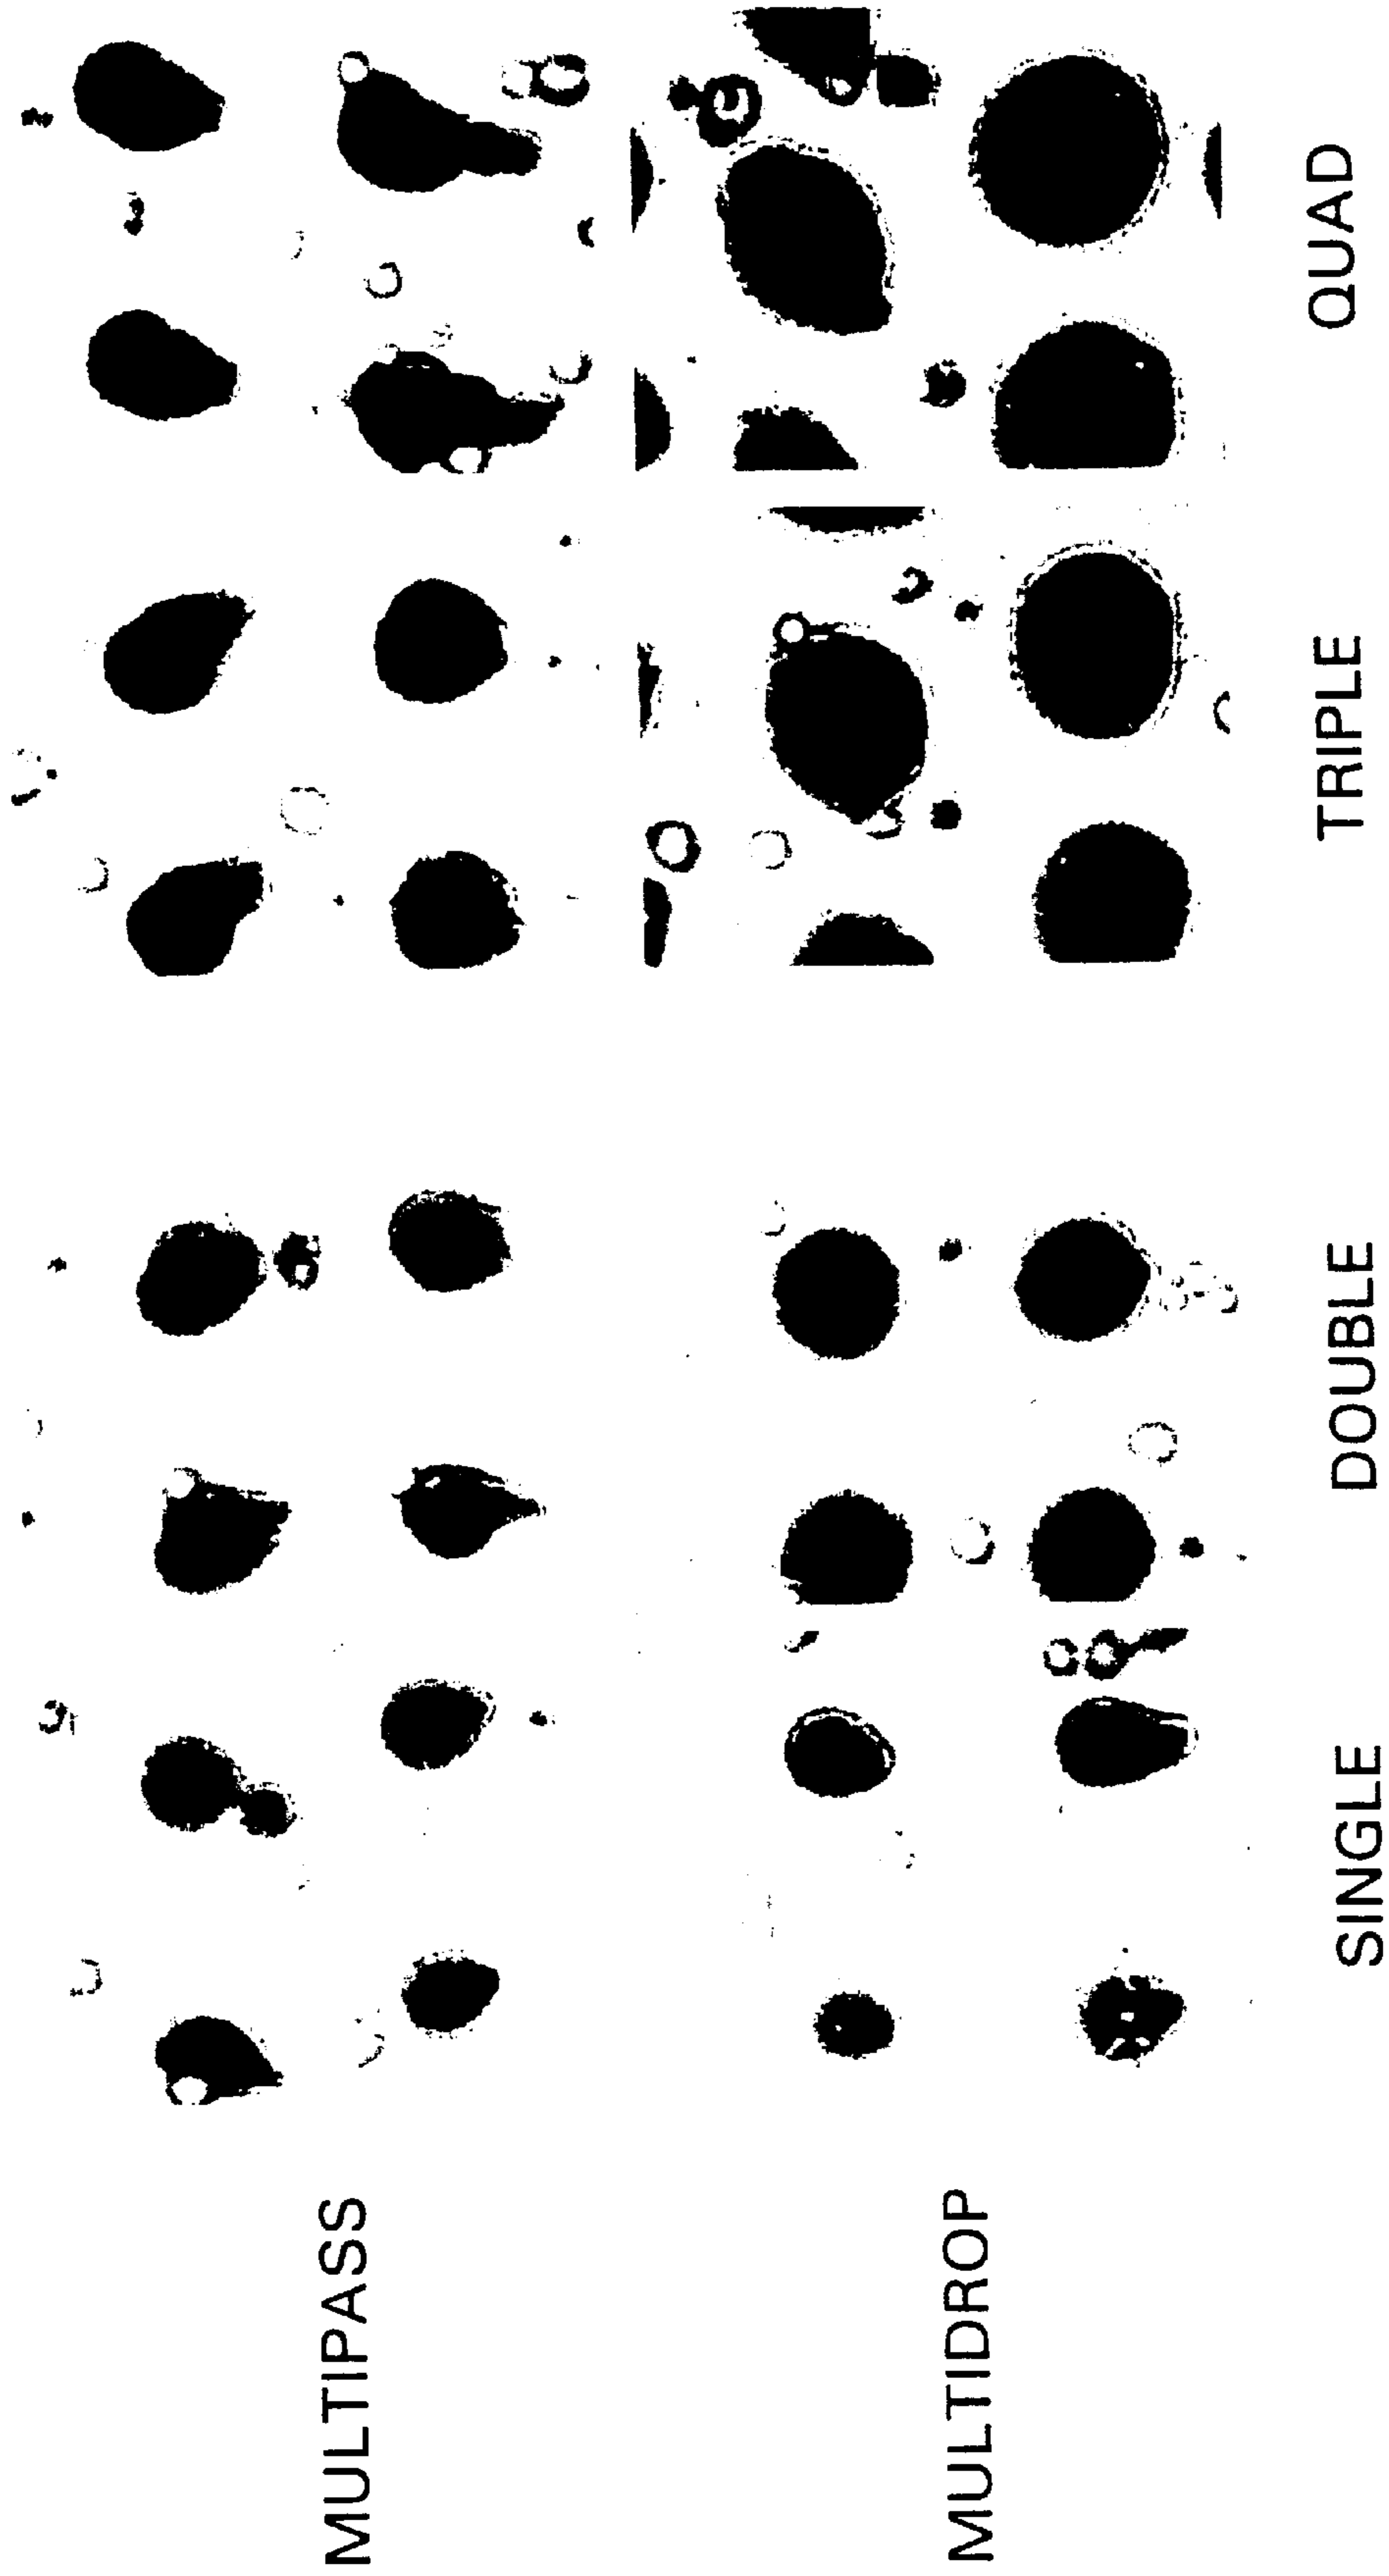 MULTIPASS
MULTIDROP
SINGLE
DOUBLE
TRIPLE
QUAD